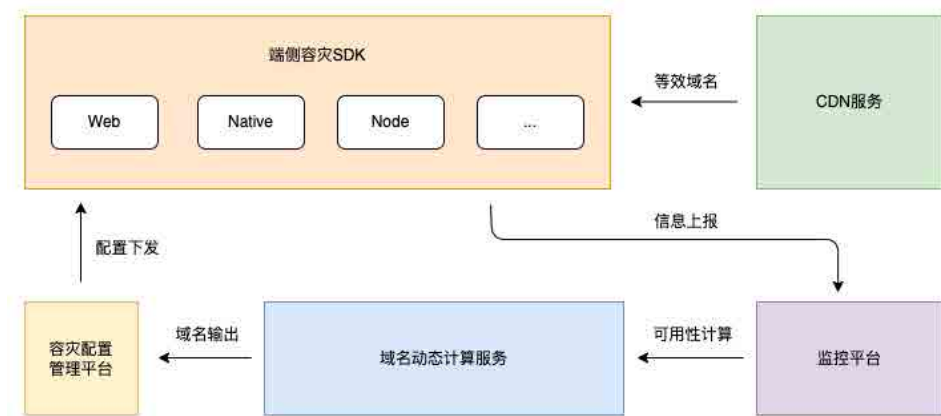 端侧容灾SDK
Web
Native
Node
...
等效域名
CDN服务
配置下发
信息上报
容灾配置
管理平台
域名输出
域名动态计算服务
可用性计算
监控平台